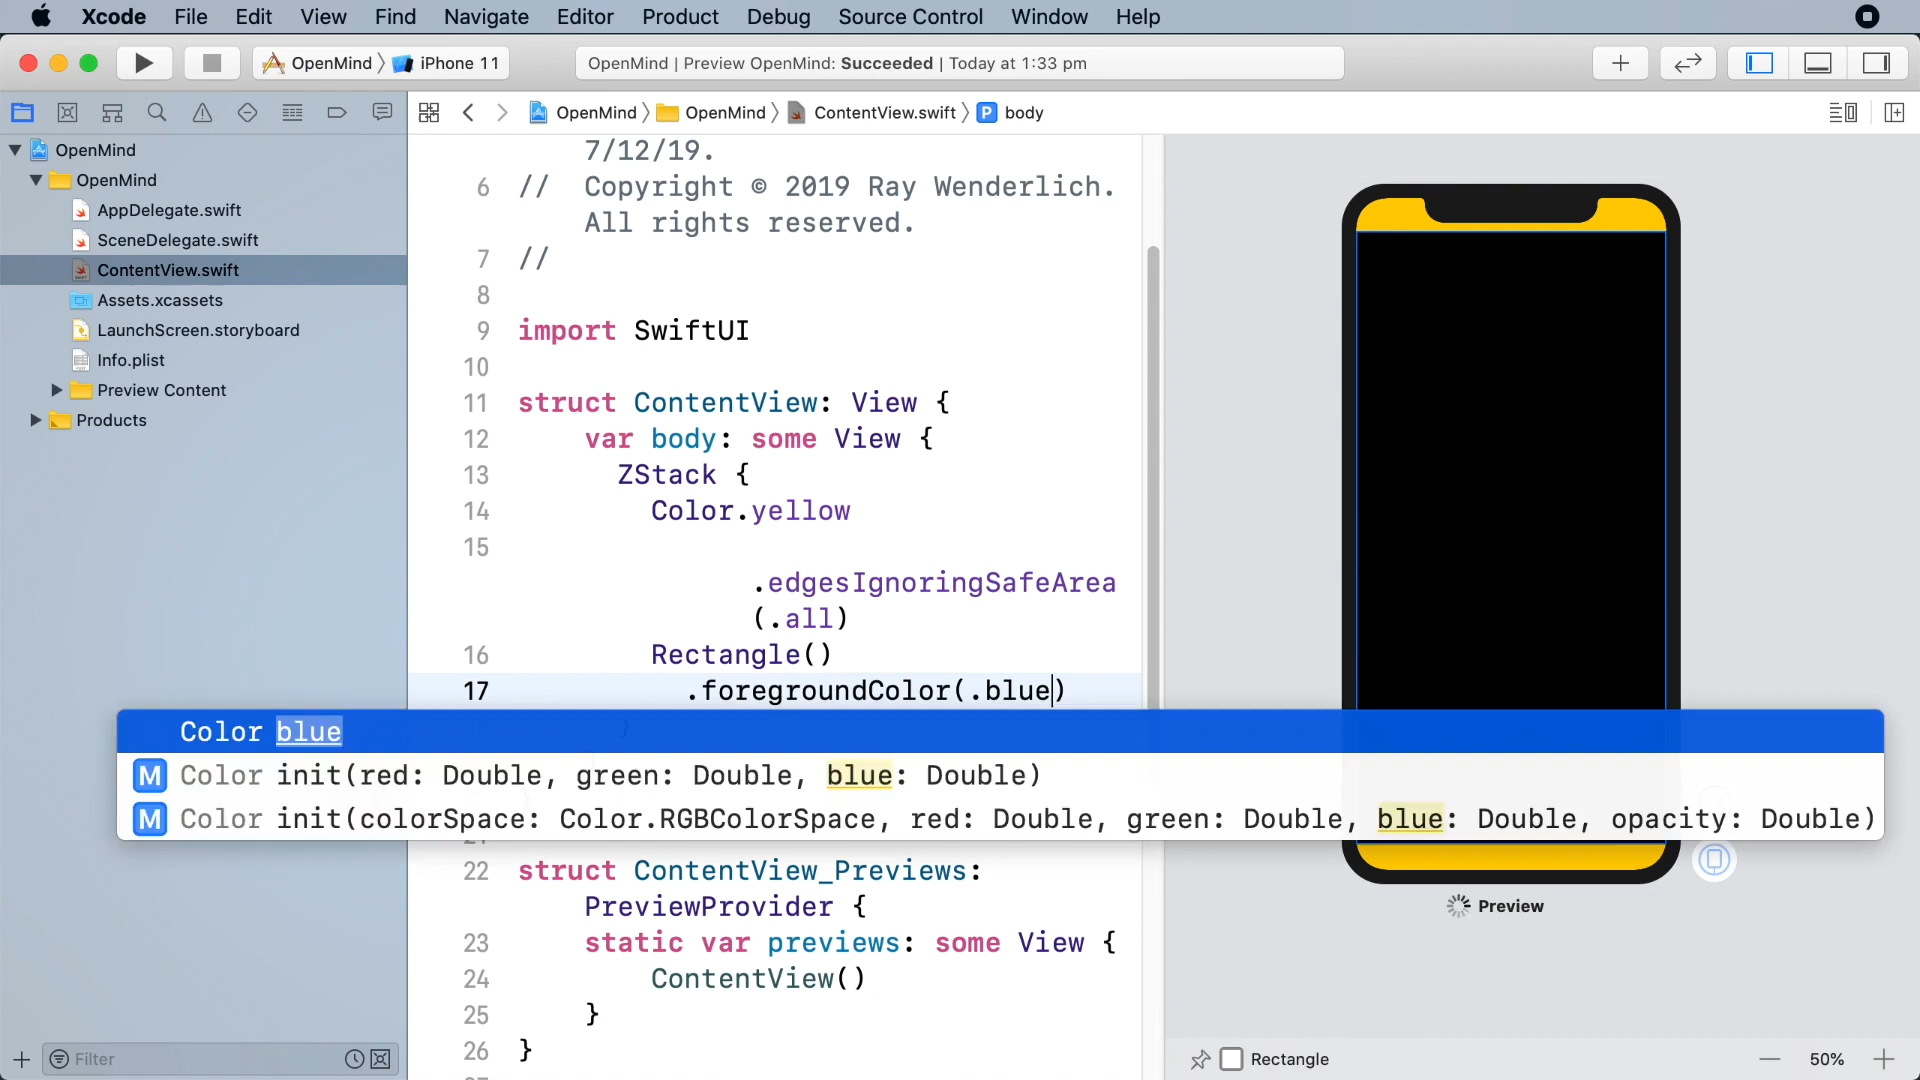 Xcode File Edit View Find Navigate Editor Product Debug Source Control Window Help
OpenMind iPhone 11
OpenMind | Preview OpenMind: Succeeded | Today at 1:33 pm
OpenMind OpenMind ContentView.swift P body
OpenMind
OpenMind
AppDelegate.swift
SceneDelegate.swift
ContentView.swift
Assets.xcassets
LaunchScreen.storyboard
Info.plist
Preview Content
Products
Filter
7/12/19.
6 // Copyright © 2019 Ray Wenderlich.
All rights reserved.
7 //
8
9 import SwiftUI
10
11 struct ContentView: View {
12 var body: some View {
13 ZStack {
14 Color.yellow
15
.edgesIgnoringSafeArea
(.all)
16 Rectangle()
17 .foregroundColor(.blue)
Color blue
M Color init(red: Double, green: Double, blue: Double)
M Color init(colorSpace: Color.RGBColorSpace, red: Double, green: Double, blue: Double, opacity: Double)
22 struct ContentView_Previews:
PreviewProvider {
23 static var previews: some View {
24 ContentView()
25 }
26 }
Preview
Rectangle
50%